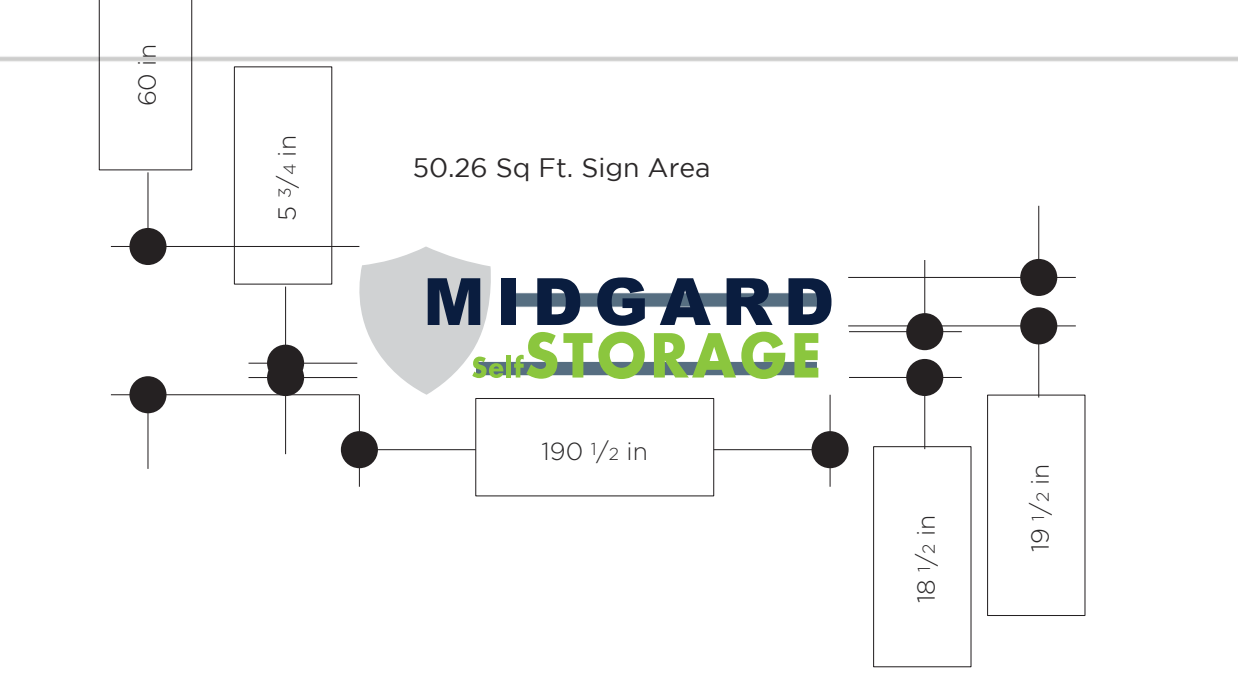 60 in
5 3/4 in
50.26 Sq Ft. Sign Area
MIDGARD
Self STORAGE
190 1/2 in
18 1/2 in
19 1/2 in